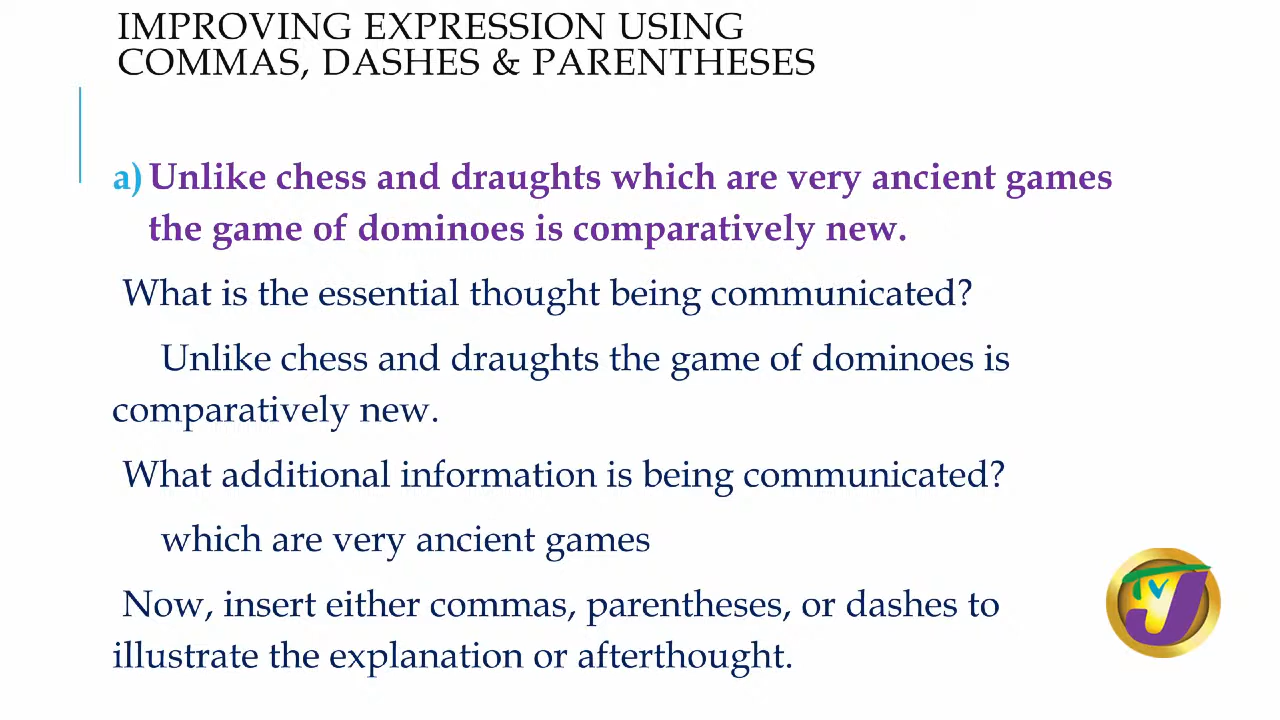 IMPROVING EXPRESSION USING
COMMAS, DASHES & PARENTHESES
a) Unlike chess and draughts which are very ancient games
the game of dominoes is comparatively new.
What is the essential thought being communicated?
Unlike chess and draughts the game of dominoes is
comparatively new.
What additional information is being communicated?
which are very ancient games
Now, insert either commas, parentheses, or dashes to
illustrate the explanation or afterthought.
TVJ